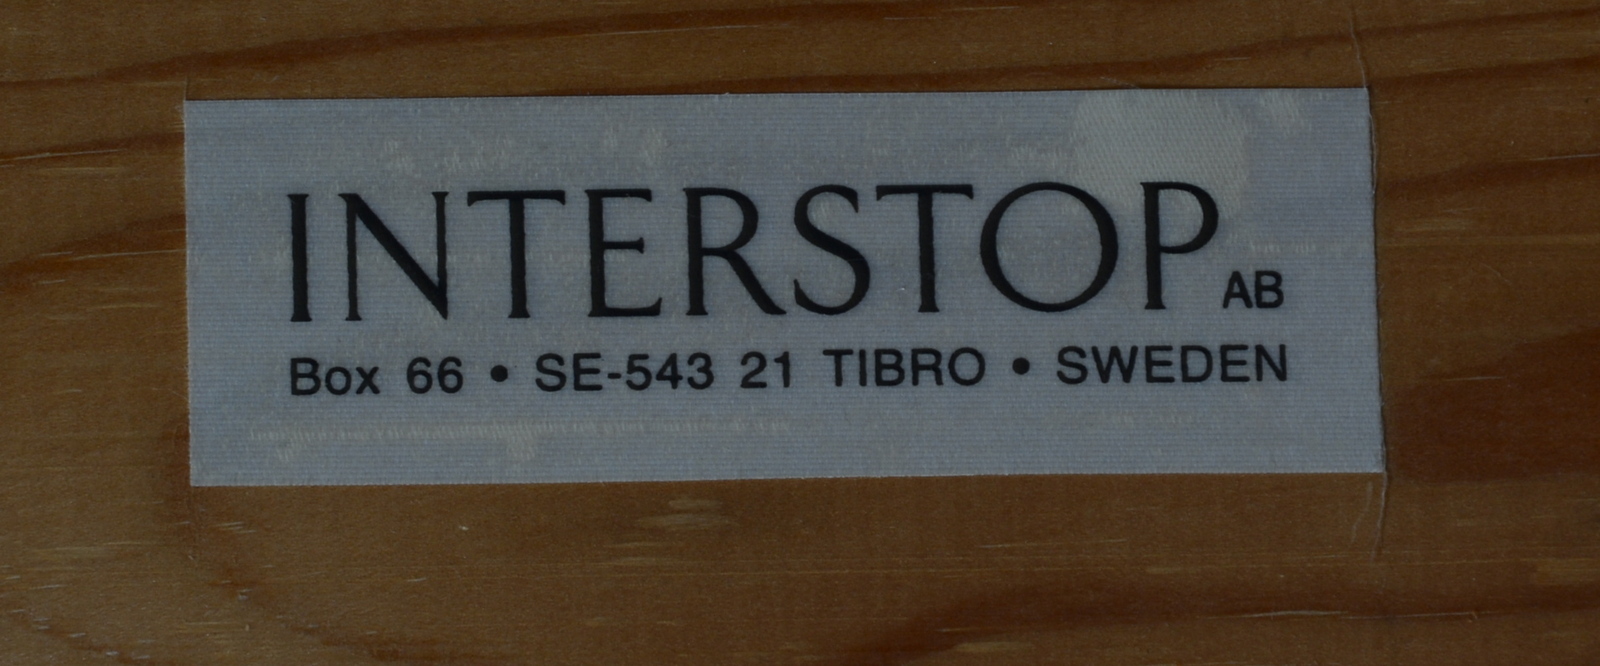 INTERSTOP AB
Box 66 • SE-543 21 TIBRO • SWEDEN